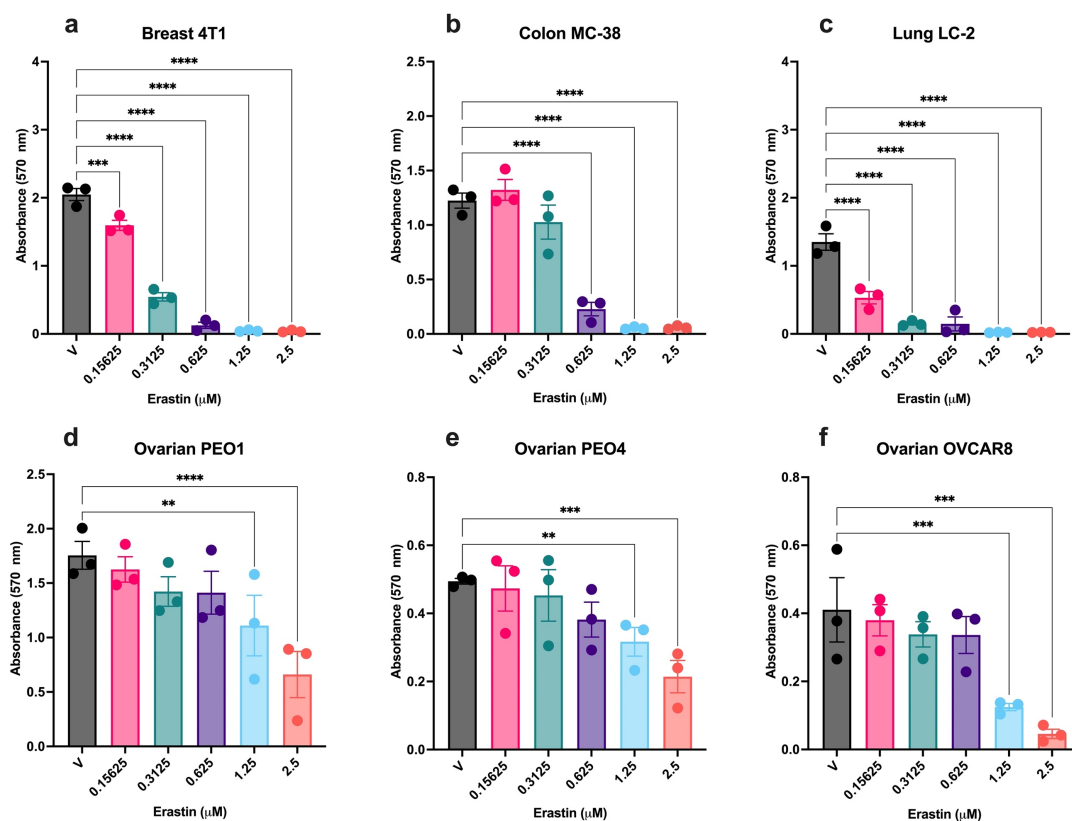 a
Breast 4T1
Absorbance (570 nm)
4
3
2
1
0
****
****
****
****
***
V
0.15625
0.3125
0.625
1.25
2.5
Erastin (μM)
b
Colon MC-38
Absorbance (570 nm)
2.5
2.0
1.5
1.0
0.5
0.0
****
****
****
V
0.15625
0.3125
0.625
1.25
2.5
Erastin (μM)
c
Lung LC-2
Absorbance (570 nm)
4
3
2
1
0
****
****
****
****
****
V
0.15625
0.3125
0.625
1.25
2.5
Erastin (μM)
d
Ovarian PEO1
Absorbance (570 nm)
2.5
2.0
1.5
1.0
0.5
0.0
****
**
V
0.15625
0.3125
0.625
1.25
2.5
Erastin (μM)
e
Ovarian PEO4
Absorbance (570 nm)
0.8
0.6
0.4
0.2
0.0
***
**
V
0.15625
0.3125
0.625
1.25
2.5
Erastin (μM)
f
Ovarian OVCAR8
Absorbance (570 nm)
0.8
0.6
0.4
0.2
0.0
***
***
V
0.15625
0.3125
0.625
1.25
2.5
Erastin (μM)